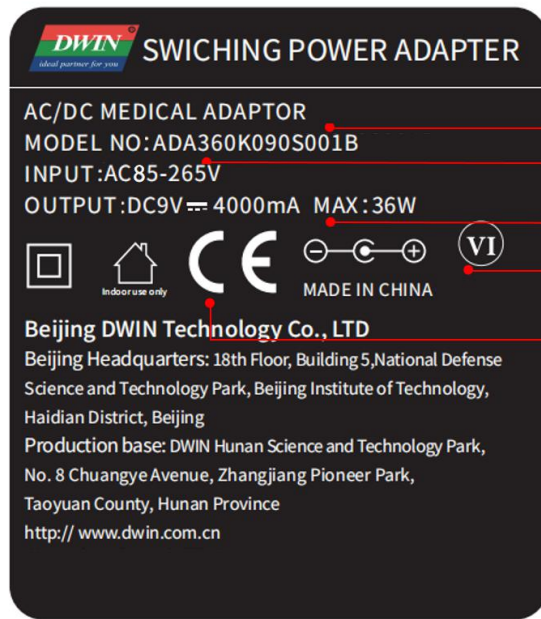 DWIN
ideal partner for you
SWICHING POWER ADAPTER
AC/DC MEDICAL ADAPTOR
MODEL NO:ADA360K090S001B
INPUT:AC85-265V
OUTPUT:DC9V⎓4000mA MAX:36W
Indoor use only
CE
VI
MADE IN CHINA
Beijing DWIN Technology Co., LTD
Beijing Headquarters: 18th Floor, Building 5,National Defense
Science and Technology Park, Beijing Institute of Technology,
Haidian District, Beijing
Production base: DWIN Hunan Science and Technology Park,
No. 8 Chuangye Avenue, Zhangjiang Pioneer Park,
Taoyuan County, Hunan Province
http:// www.dwin.com.cn